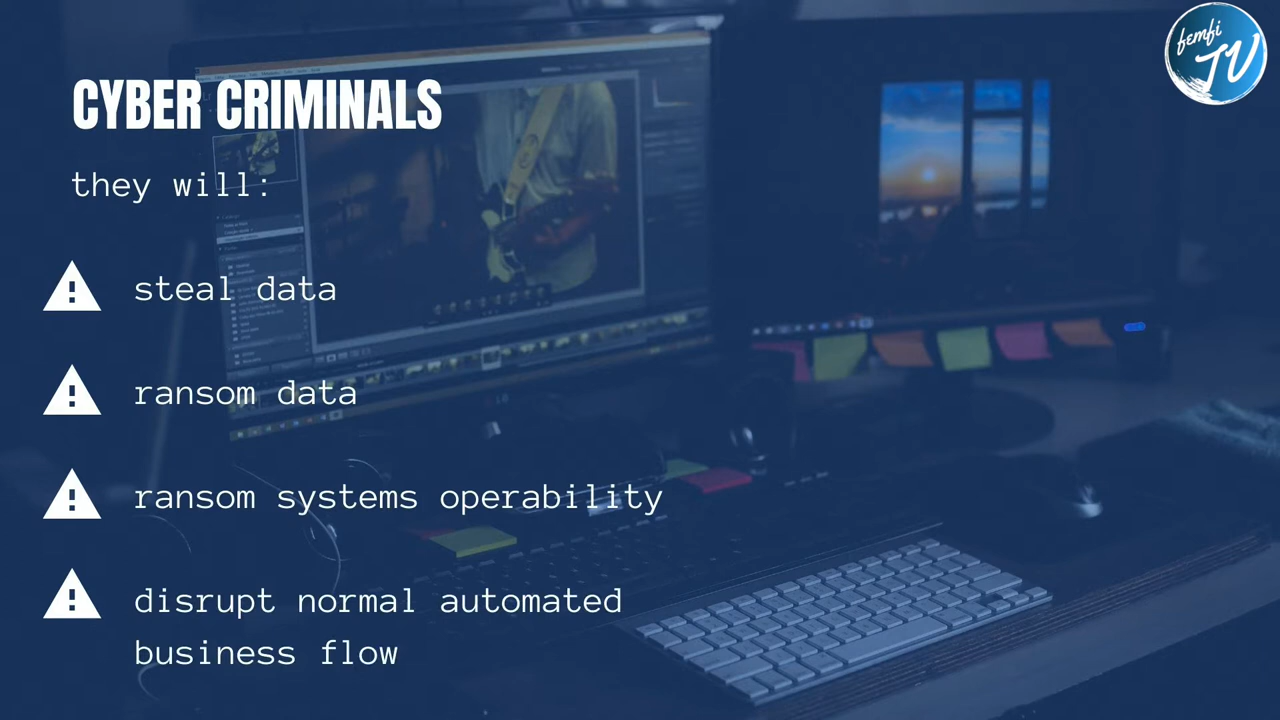 femfi
TV
CYBER CRIMINALS
they will:
steal data
ransom data
ransom systems operability
disrupt normal automated
business flow